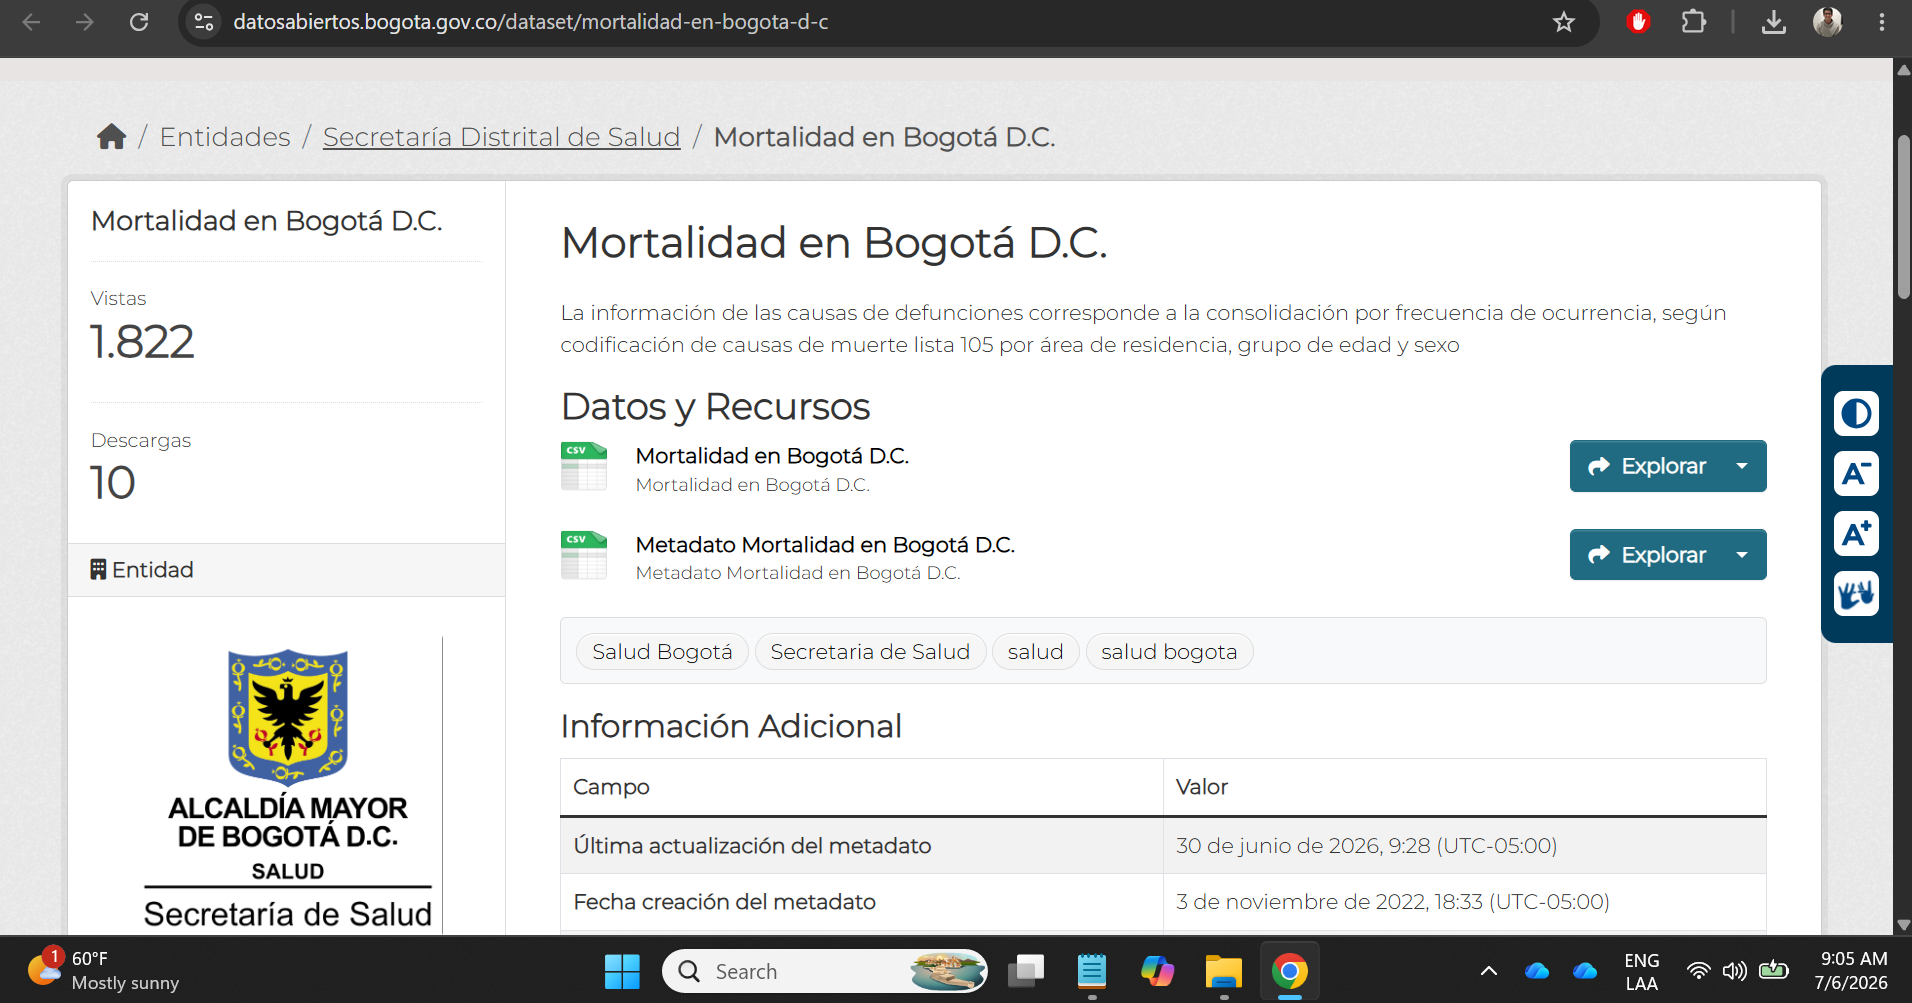 datosabiertos.bogota.gov.co/dataset/mortalidad-en-bogota-d-c
/ Entidades / Secretaría Distrital de Salud / Mortalidad en Bogotá D.C.
Mortalidad en Bogotá D.C.
Vistas
1.822
Descargas
10
Entidad
ALCALDÍA MAYOR
DE BOGOTÁ D.C.
SALUD
Secretaría de Salud
Mortalidad en Bogotá D.C.
La información de las causas de defunciones corresponde a la consolidación por frecuencia de ocurrencia, según
codificación de causas de muerte lista 105 por área de residencia, grupo de edad y sexo
Datos y Recursos
CSV
Mortalidad en Bogotá D.C.
Mortalidad en Bogotá D.C.
Explorar
CSV
Metadato Mortalidad en Bogotá D.C.
Metadato Mortalidad en Bogotá D.C.
Explorar
Salud Bogotá Secretaria de Salud salud salud bogota
Información Adicional
Campo Valor
Última actualización del metadato 30 de junio de 2026, 9:28 (UTC-05:00)
Fecha creación del metadato 3 de noviembre de 2022, 18:33 (UTC-05:00)
A-
A+
1
60°F
Mostly sunny
Search
ENG
LAA
9:05 AM
7/6/2026